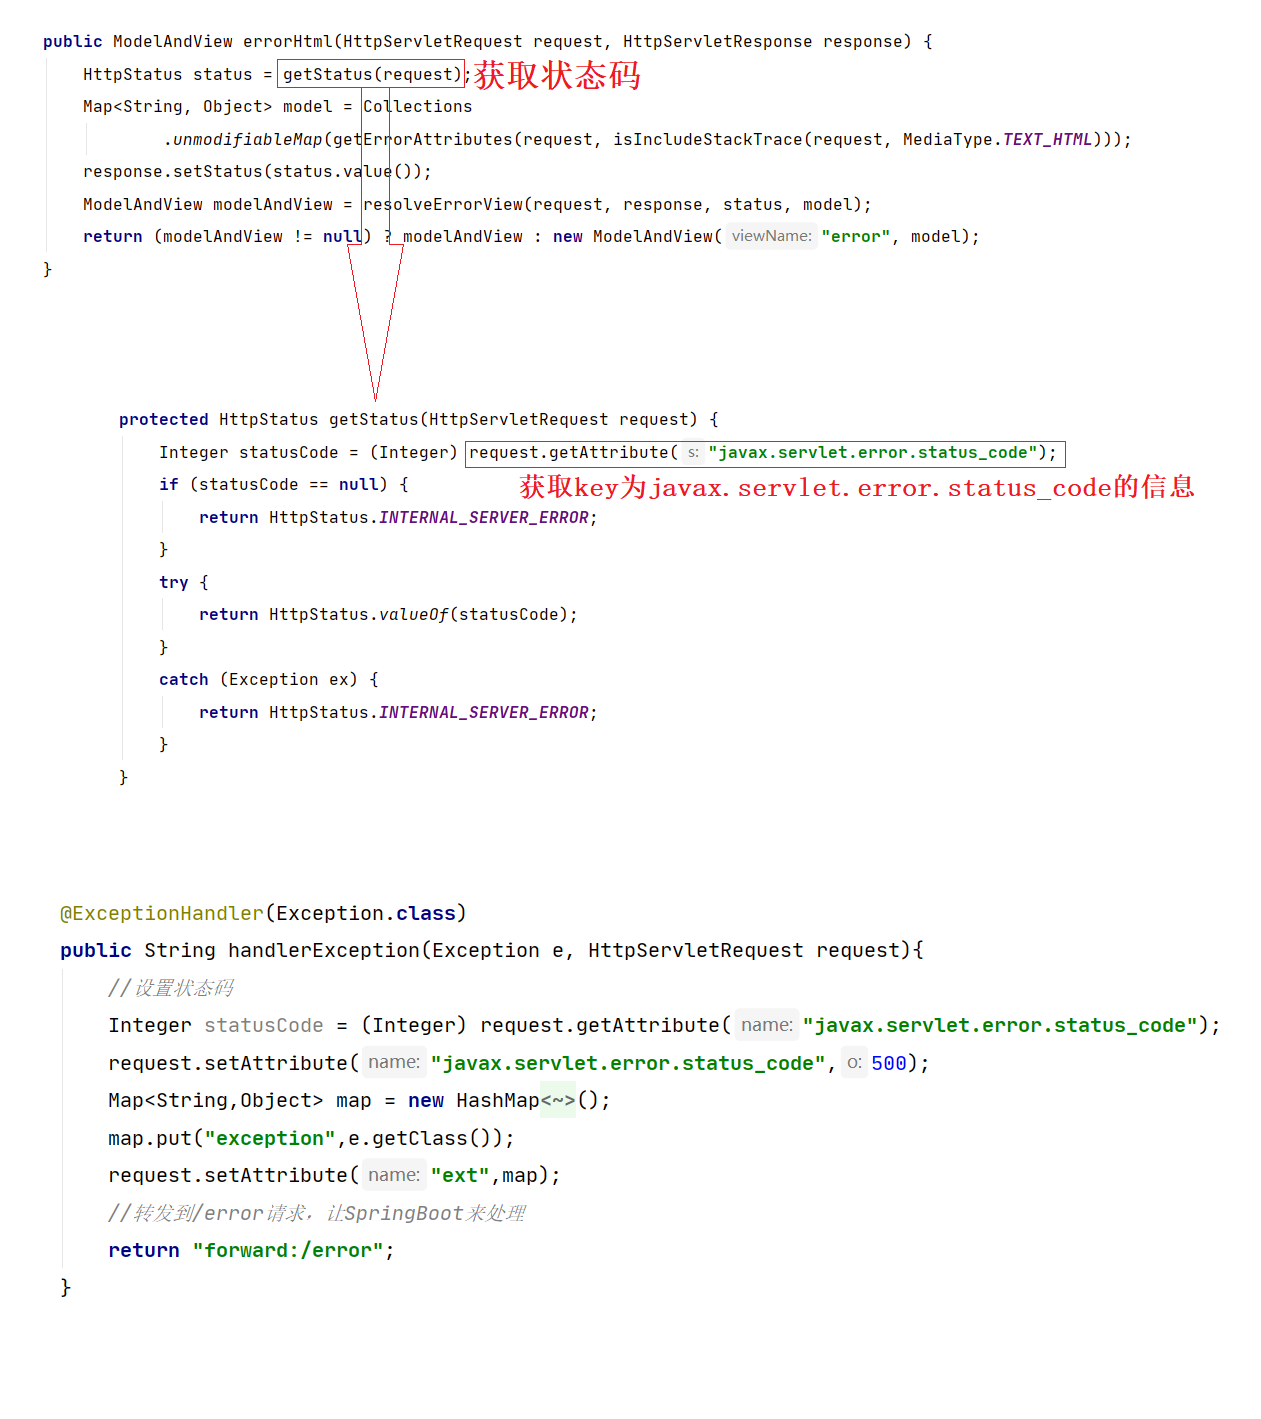 public ModelAndView errorHtml(HttpServletRequest request, HttpServletResponse response) {
HttpStatus status = getStatus(request); 获取状态码
Map<String, Object> model = Collections
.unmodifiableMap(getErrorAttributes(request, isIncludeStackTrace(request, MediaType.TEXT_HTML)));
response.setStatus(status.value());
ModelAndView modelAndView = resolveErrorView(request, response, status, model);
return (modelAndView != null) ? modelAndView : new ModelAndView( viewName: "error", model);
}
protected HttpStatus getStatus(HttpServletRequest request) {
Integer statusCode = (Integer) request.getAttribute( s: "javax.servlet.error.status_code");
if (statusCode == null) { 获取key为javax.servlet.error.status_code的信息
return HttpStatus.INTERNAL_SERVER_ERROR;
}
try {
return HttpStatus.valueOf(statusCode);
}
catch (Exception ex) {
return HttpStatus.INTERNAL_SERVER_ERROR;
}
}
@ExceptionHandler(Exception.class)
public String handlerException(Exception e, HttpServletRequest request){
//设置状态码
Integer statusCode = (Integer) request.getAttribute( name: "javax.servlet.error.status_code");
request.setAttribute( name: "javax.servlet.error.status_code", o: 500);
Map<String,Object> map = new HashMap<~>();
map.put("exception",e.getClass());
request.setAttribute( name: "ext",map);
//转发到/error请求，让SpringBoot来处理
return "forward:/error";
}